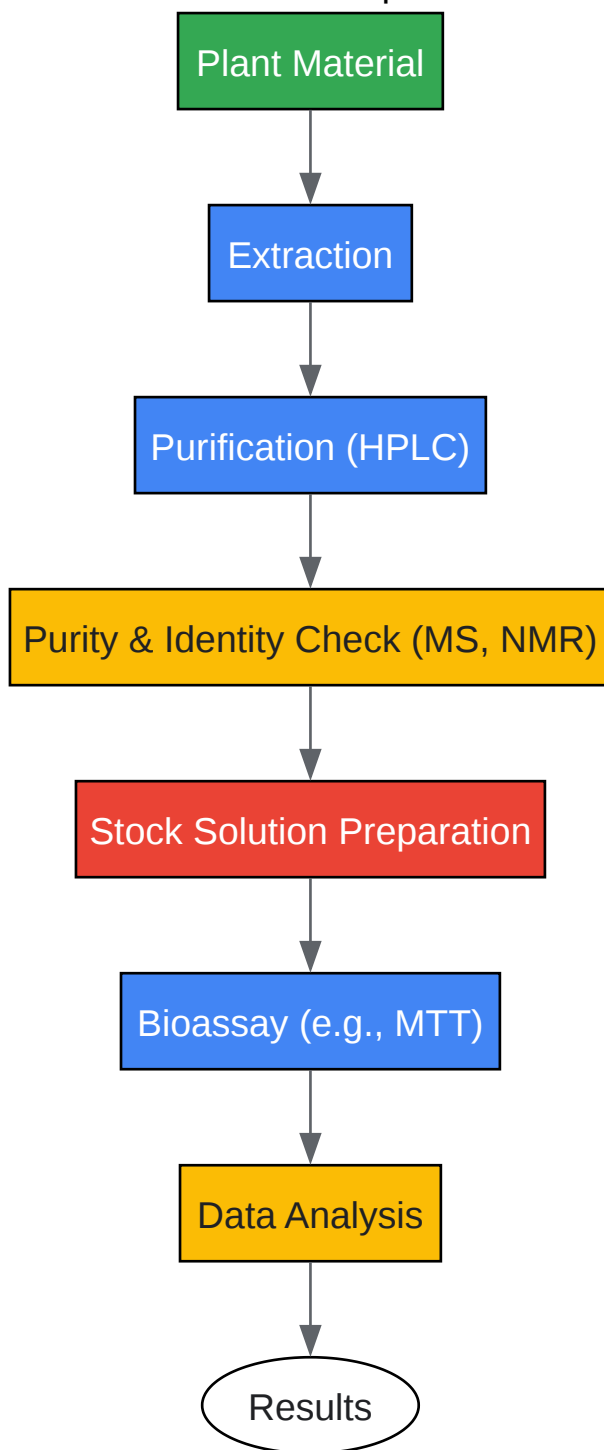 Plant Material
Extraction
Purification (HPLC)
Purity & Identity Check (MS, NMR)
Stock Solution Preparation
Bioassay (e.g., MTT)
Data Analysis
Results